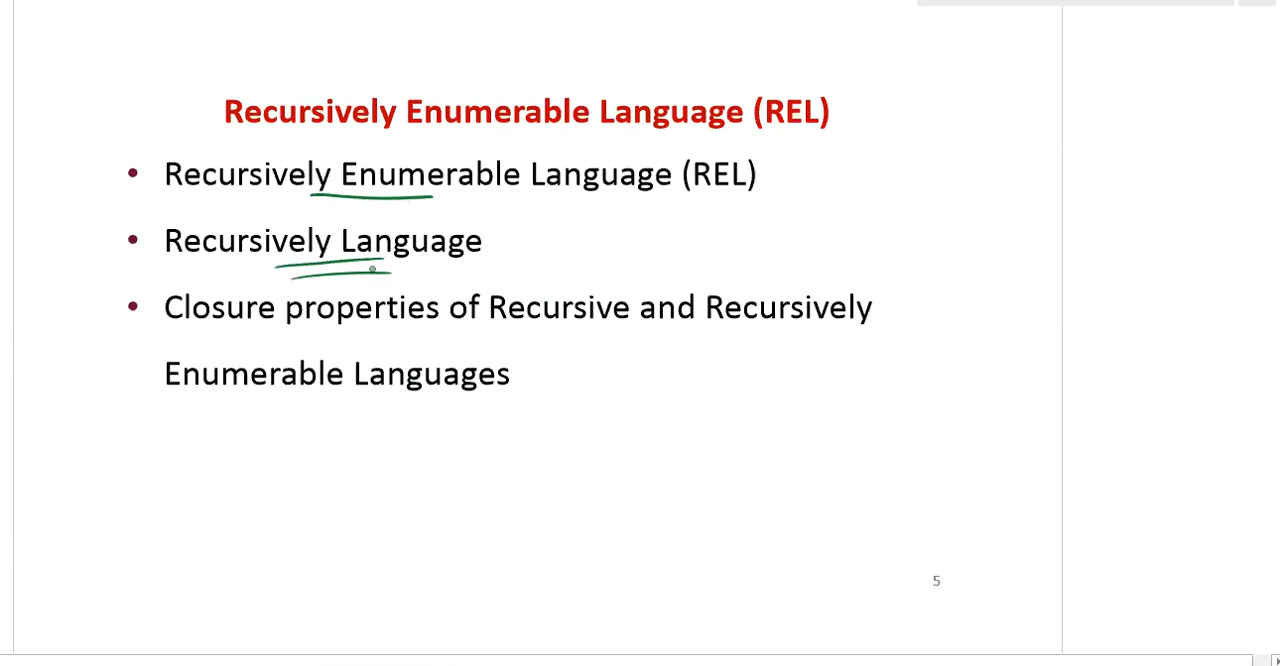 Recursively Enumerable Language (REL)
• Recursively Enumerable Language (REL)
• Recursively Language
• Closure properties of Recursive and Recursively
Enumerable Languages
5